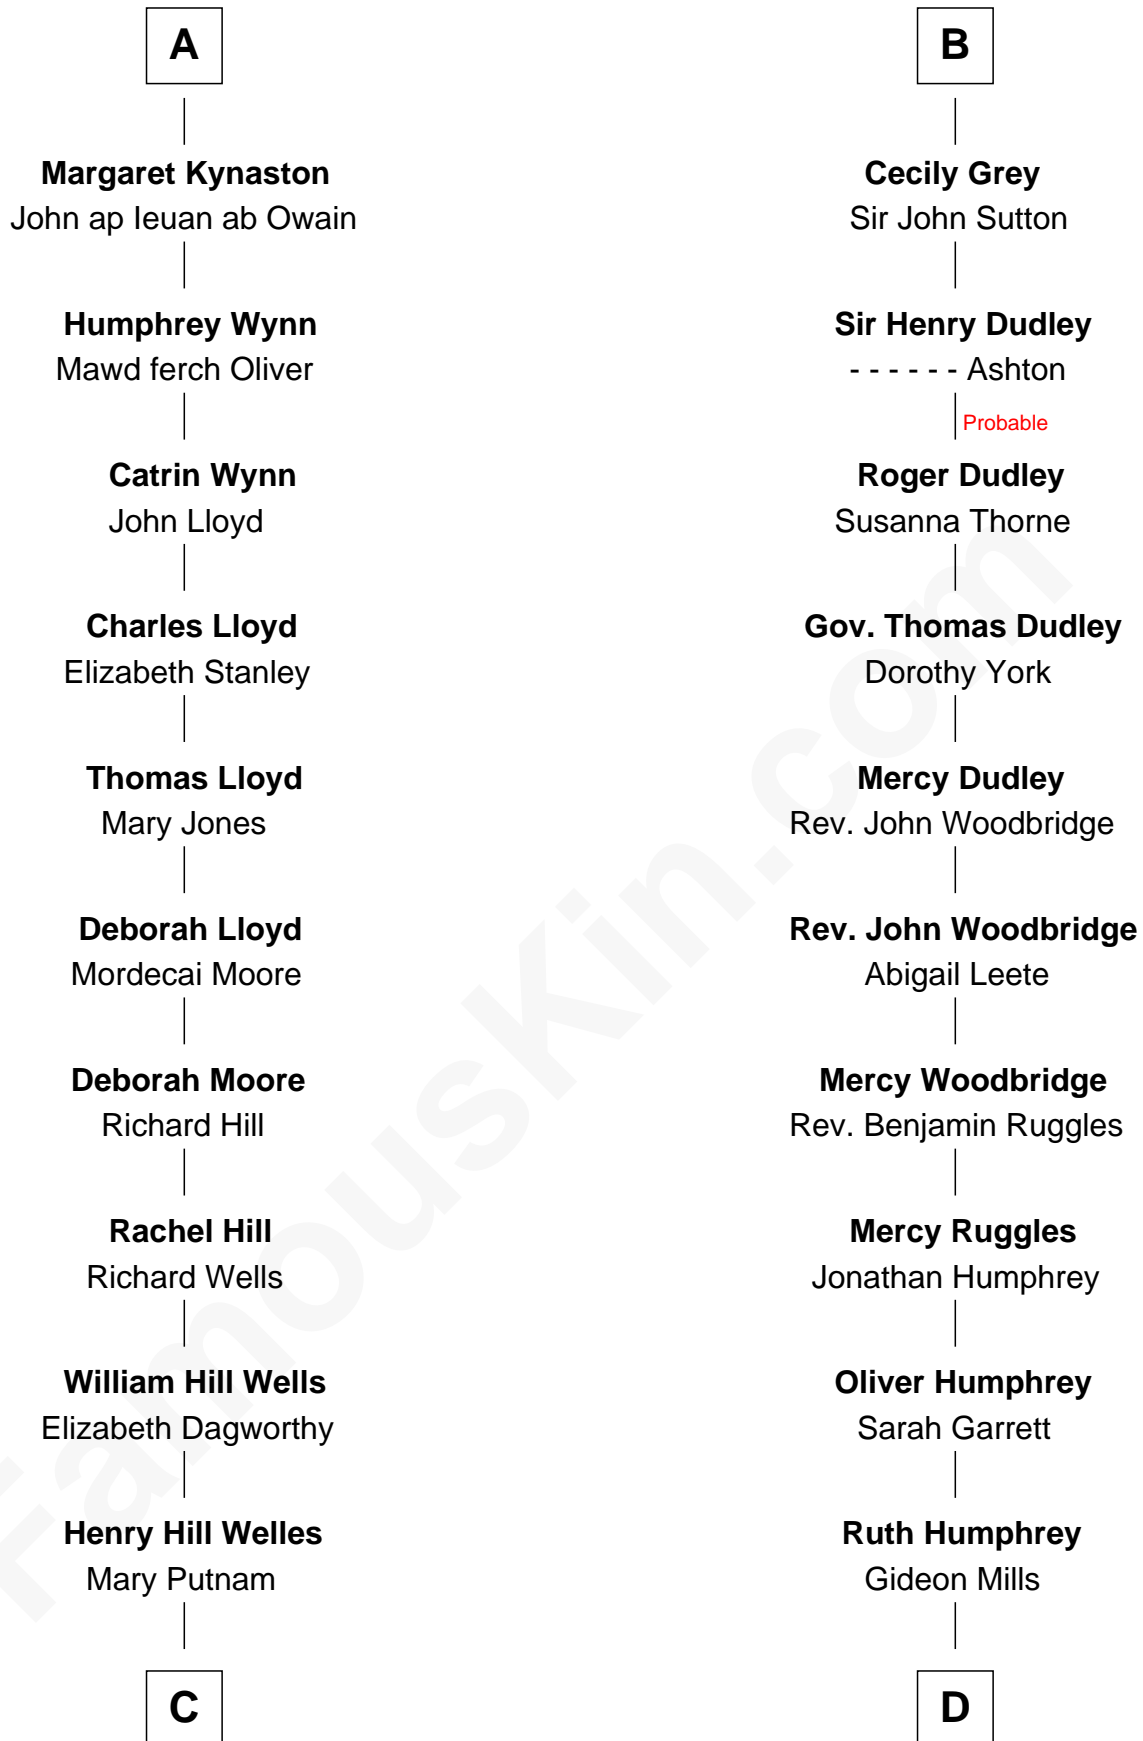 A
Margaret Kynaston
John ap Ieuan ab Owain
Humphrey Wynn
Mawd ferch Oliver
Catrin Wynn
John Lloyd
Charles Lloyd
Elizabeth Stanley
Thomas Lloyd
Mary Jones
Deborah Lloyd
Mordecai Moore
Deborah Moore
Richard Hill
Rachel Hill
Richard Wells
William Hill Wells
Elizabeth Dagworthy
Henry Hill Welles
Mary Putnam
C
B
Cecily Grey
Sir John Sutton
Sir Henry Dudley
- - - - - - Ashton
Probable
Roger Dudley
Susanna Thorne
Gov. Thomas Dudley
Dorothy York
Mercy Dudley
Rev. John Woodbridge
Rev. John Woodbridge
Abigail Leete
Mercy Woodbridge
Rev. Benjamin Ruggles
Mercy Ruggles
Jonathan Humphrey
Oliver Humphrey
Sarah Garrett
Ruth Humphrey
Gideon Mills
D
FamousKin.com